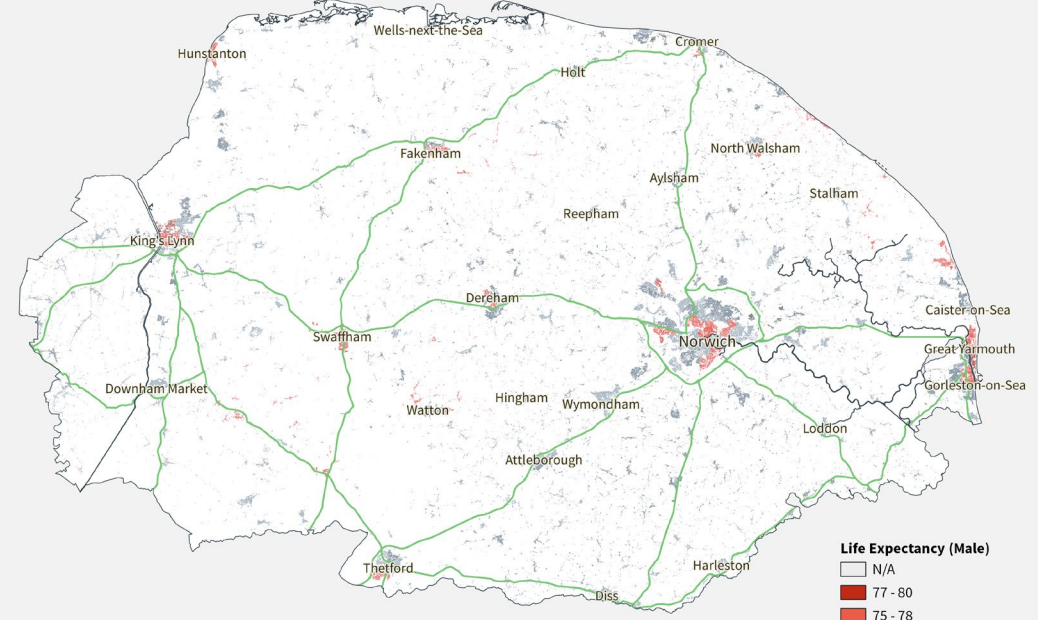 Wells-next-the-Sea
Cromer
Hunstanton
Holt
North Walsham
Fakenham
Aylsham
Stalham
Reepham
King's Lynn
Dereham
Caister-on-Sea
Swaffham
Norwich
Great Yarmouth
Downham Market
Gorleston-on-Sea
Hingham
Wymondham
Watton
Loddon
Attleborough
Life Expectancy (Male)
N/A
Harleston
Thetford
77 - 80
Diss
75 - 78